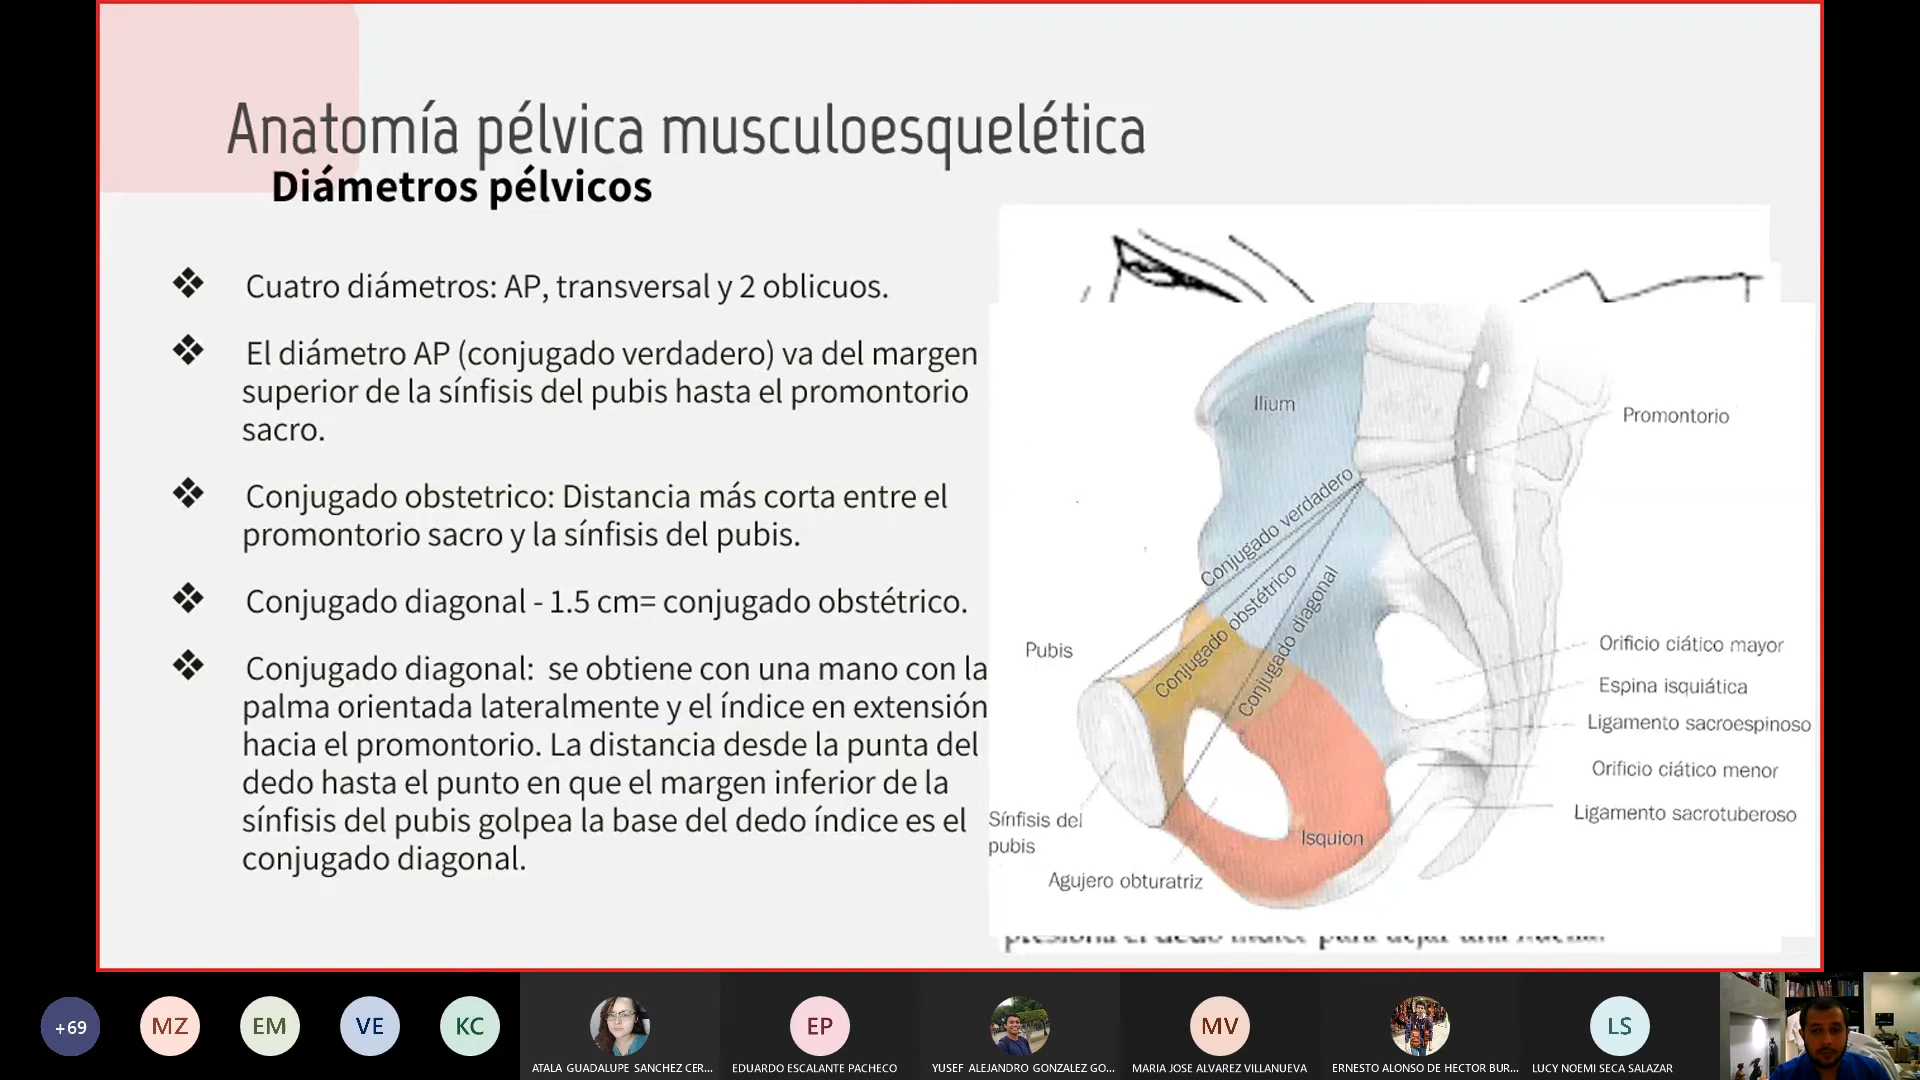 Anatomía pélvica musculoesquelética
Diámetros pélvicos
Cuatro diámetros: AP, transversal y 2 oblicuos.
El diámetro AP (conjugado verdadero) va del margen
superior de la sínfisis del pubis hasta el promontorio
sacro.
Conjugado obstetrico: Distancia más corta entre el
promontorio sacro y la sínfisis del pubis.
Conjugado diagonal - 1.5 cm= conjugado obstétrico.
Conjugado diagonal: se obtiene con una mano con la
palma orientada lateralmente y el índice en extensión
hacia el promontorio. La distancia desde la punta del
dedo hasta el punto en que el margen inferior de la
sínfisis del pubis golpea la base del dedo índice es el
conjugado diagonal.
Ilium
Promontorio
Conjugado verdadero
Conjugado obstétrico
Conjugado diagonal
Pubis
Orificio ciático mayor
Espina isquiática
Ligamento sacroespinoso
Orificio ciático menor
Ligamento sacrotuberoso
Sínfisis del
pubis
Isquion
Agujero obturatriz
+69
MZ
EM
VE
KC
EP
MV
LS
ATALA GUADALUPE SANCHEZ CER...
EDUARDO ESCALANTE PACHECO
YUSEF ALEJANDRO GONZALEZ GO...
MARIA JOSE ALVAREZ VILLANUEVA
ERNESTO ALONSO DE HECTOR BUR...
LUCY NOEMI SECA SALAZAR